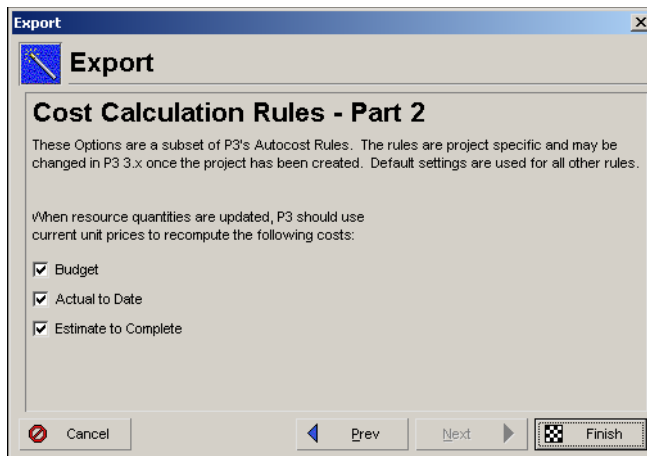 Export
Export
Cost Calculation Rules - Part 2
These Options are a subset of P3's Autocost Rules. The rules are project specific and may be
changed in P3 3.x once the project has been created. Default settings are used for all other rules.
When resource quantities are updated, P3 should use
current unit prices to recompute the following costs:
Budget
Actual to Date
Estimate to Complete
Cancel
Prev
Next
Finish